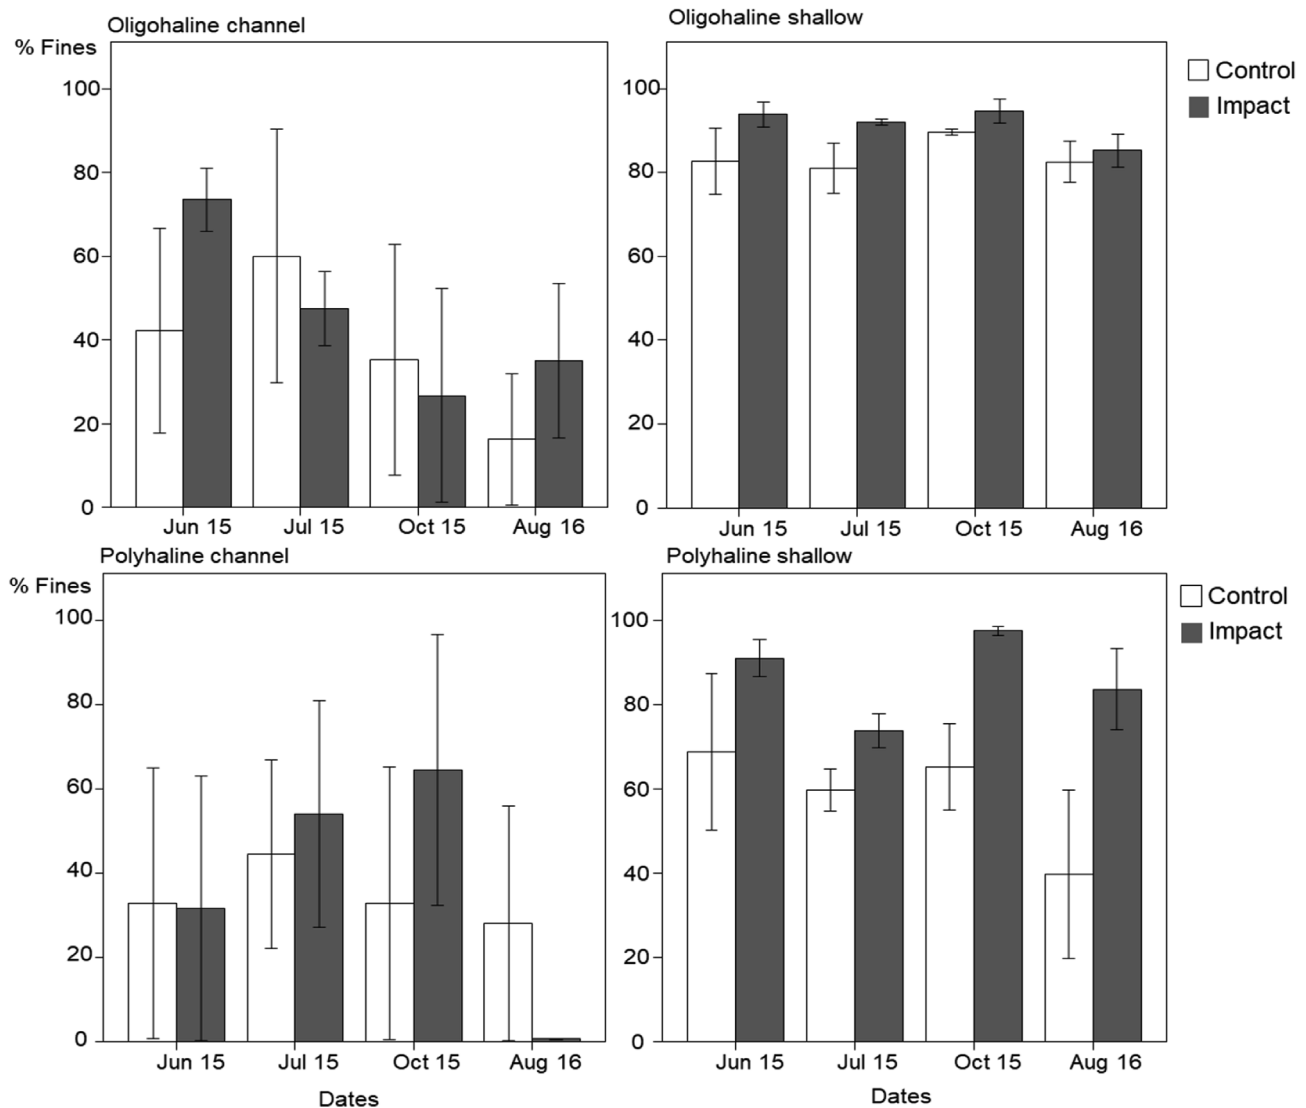 Oligohaline channel
% Fines
100
80
60
40
20
0
Jun 15 Jul 15 Oct 15 Aug 16
Oligohaline shallow
100
80
60
40
20
0
Jun 15 Jul 15 Oct 15 Aug 16
Control
Impact
Polyhaline channel
% Fines
100
80
60
40
20
0
Jun 15 Jul 15 Oct 15 Aug 16
Dates
Polyhaline shallow
100
80
60
40
20
0
Jun 15 Jul 15 Oct 15 Aug 16
Dates
Control
Impact